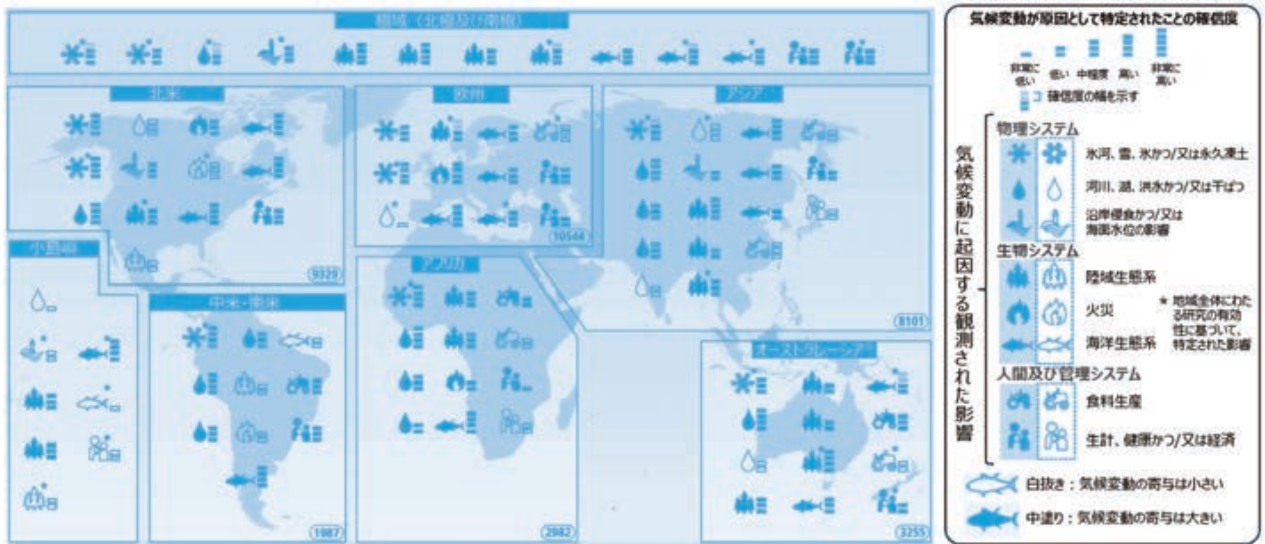 極域（北極及び南極）
北米
欧州
アジア
9329
10544
8101
小島嶼
中米・南米
アフリカ
オーストラレーシア
1987
2982
3255
気候変動が原因として特定されたことの確信度
非常に低い
低い
中程度
高い
非常に高い
確信度の幅を示す
気候変動に起因する観測された影響
物理システム
氷河、雪、氷かつ/又は永久凍土
河川、湖、洪水かつ/又は干ばつ
沿岸侵食かつ/又は
海面水位の影響
生物システム
陸域生態系
火災
海洋生態系
★ 地域全体にわた
る研究の有効
性に基づいて、
特定された影響
人間及び管理システム
食料生産
生計、健康かつ/又は経済
白抜き：気候変動の寄与は小さい
中塗り：気候変動の寄与は大きい